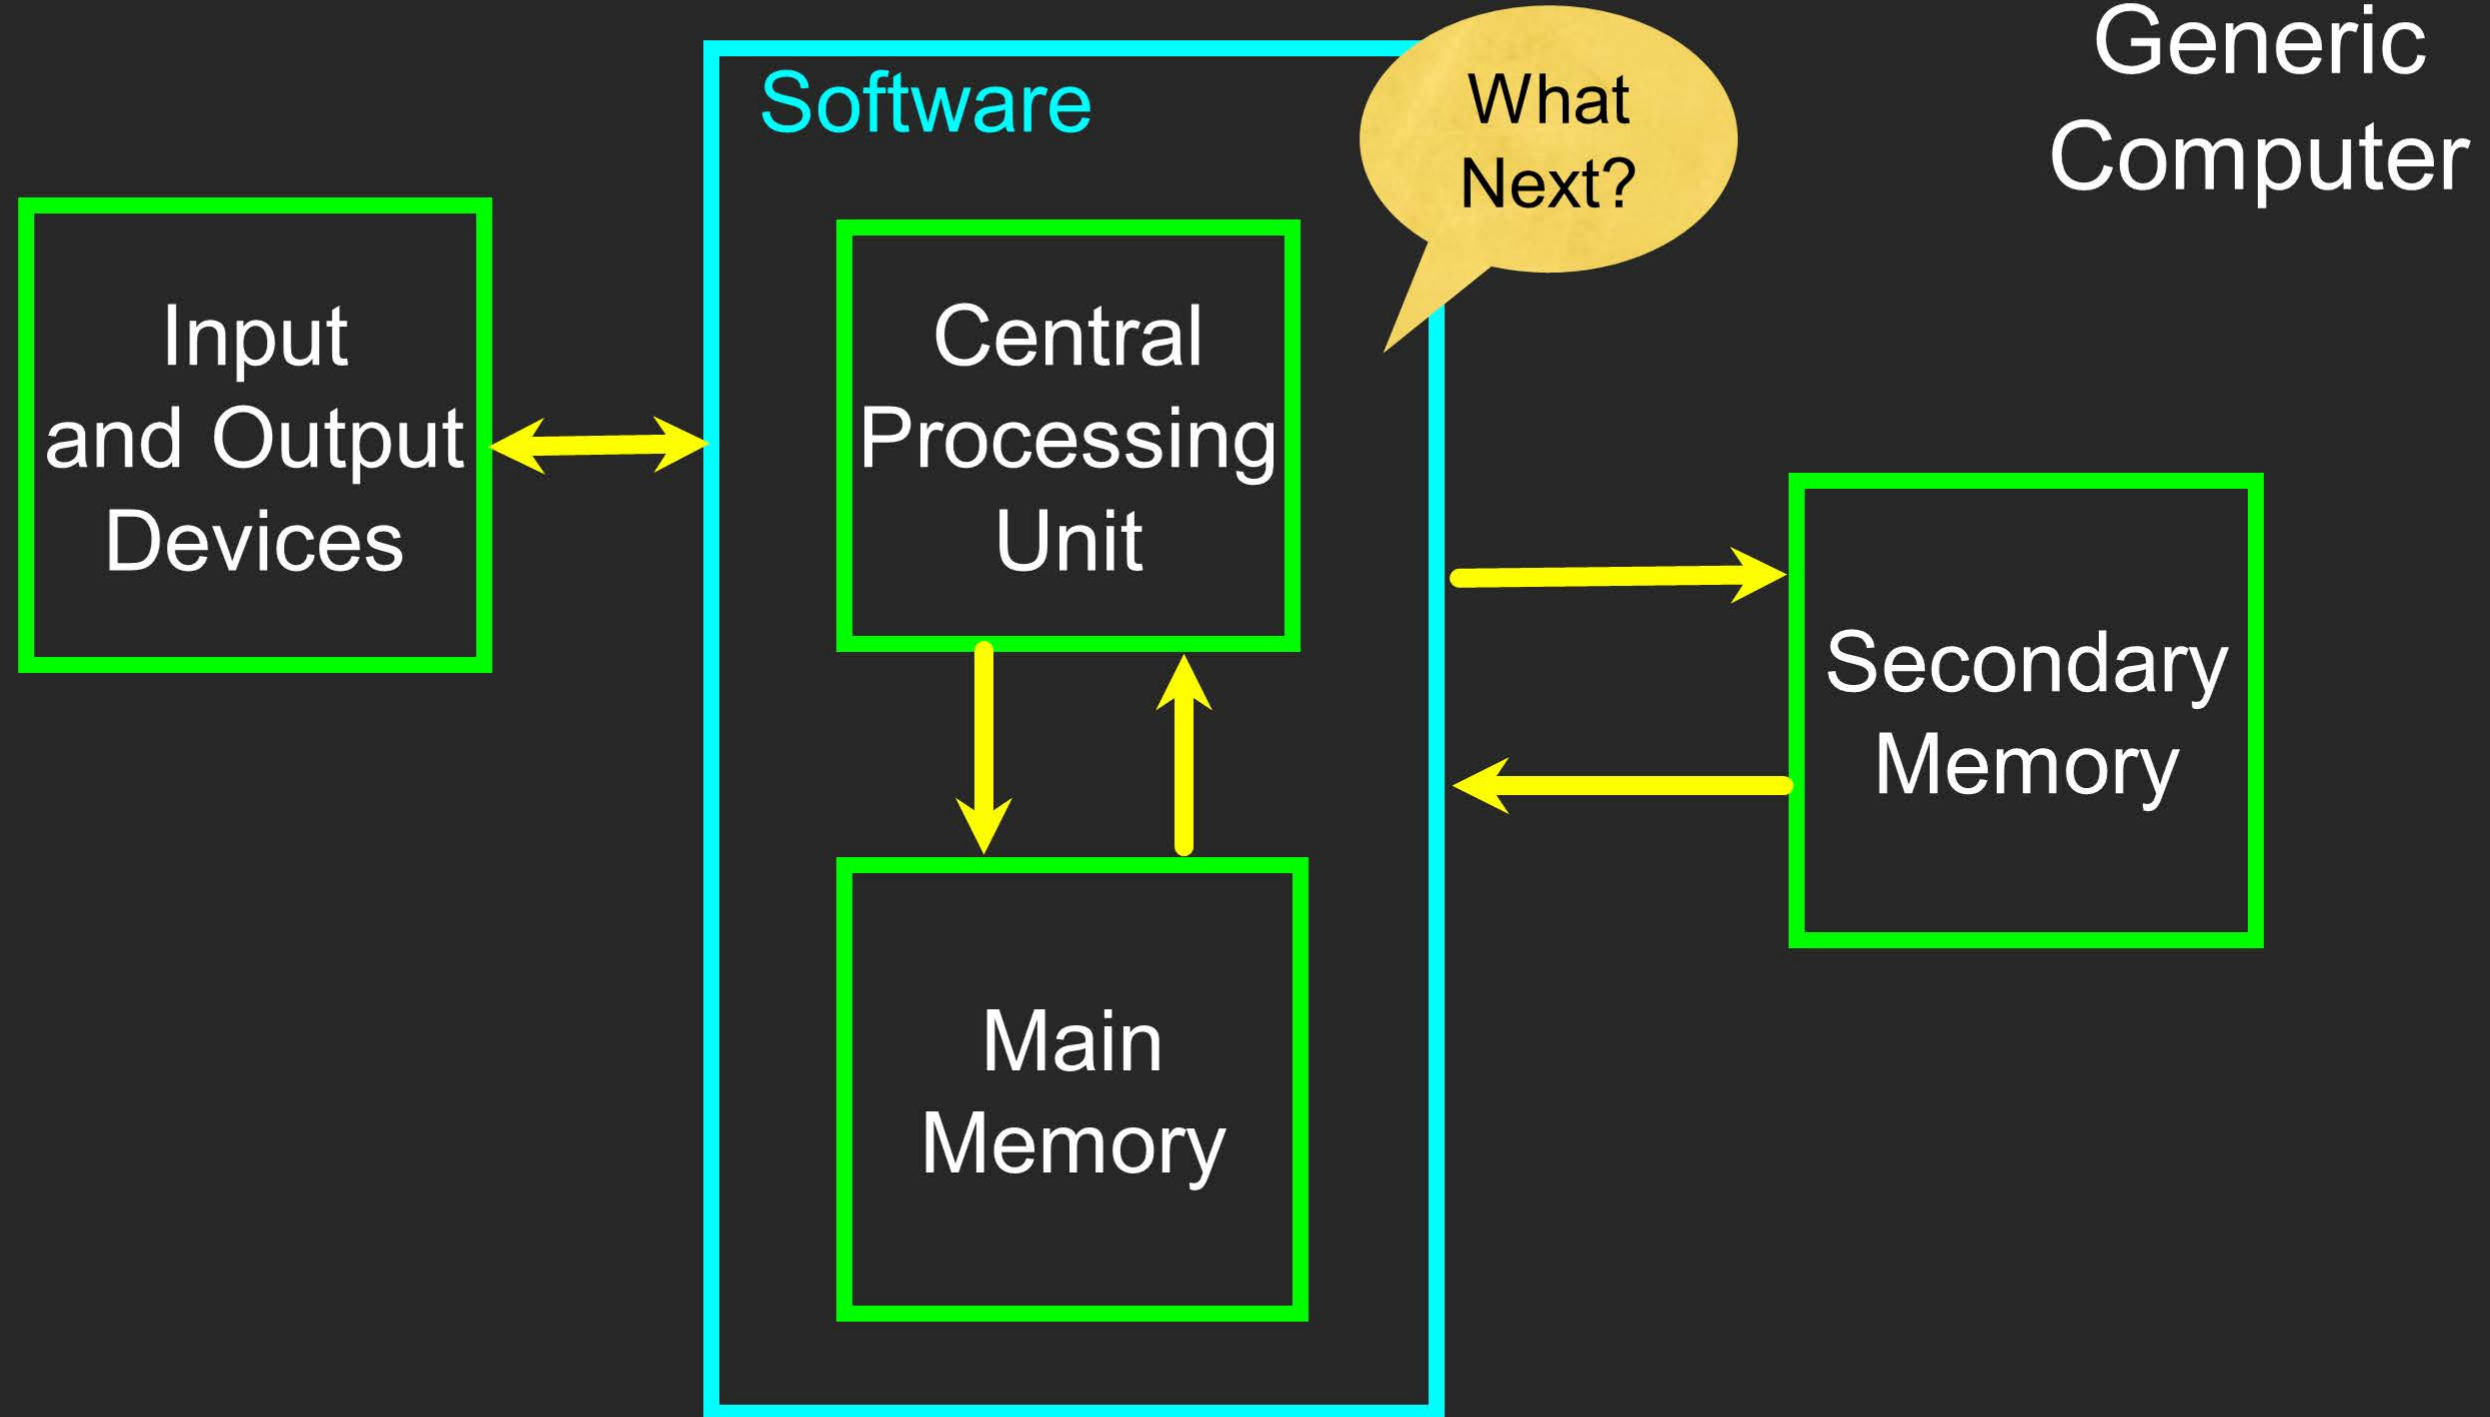 Generic
Computer
Software
What
Next?
Input
and Output
Devices
Central
Processing
Unit
Secondary
Memory
Main
Memory